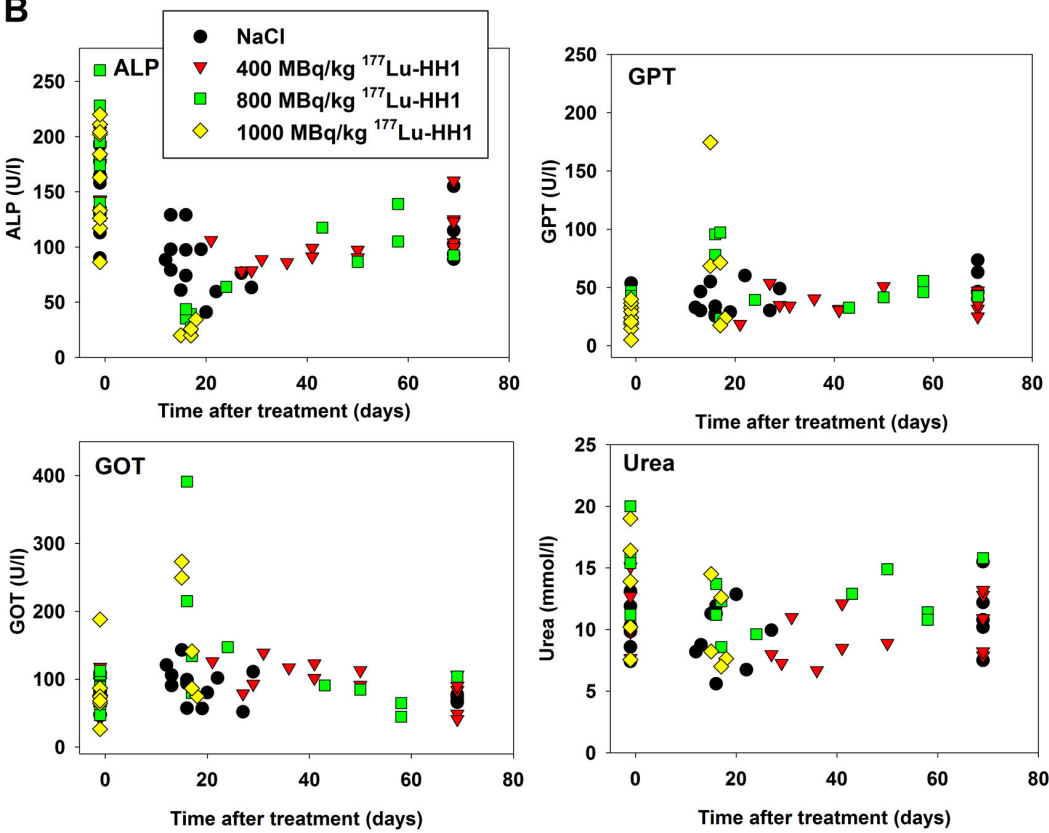 B
NaCl
400 MBq/kg ¹⁷⁷Lu-HH1
800 MBq/kg ¹⁷⁷Lu-HH1
1000 MBq/kg ¹⁷⁷Lu-HH1
ALP
ALP (U/l)
250
200
150
100
50
0
0 20 40 60 80
Time after treatment (days)
GPT
GPT (U/l)
250
200
150
100
50
0
0 20 40 60 80
Time after treatment (days)
GOT
GOT (U/l)
400
300
200
100
0
0 20 40 60 80
Time after treatment (days)
Urea
Urea (mmol/l)
25
20
15
10
5
0
0 20 40 60 80
Time after treatment (days)